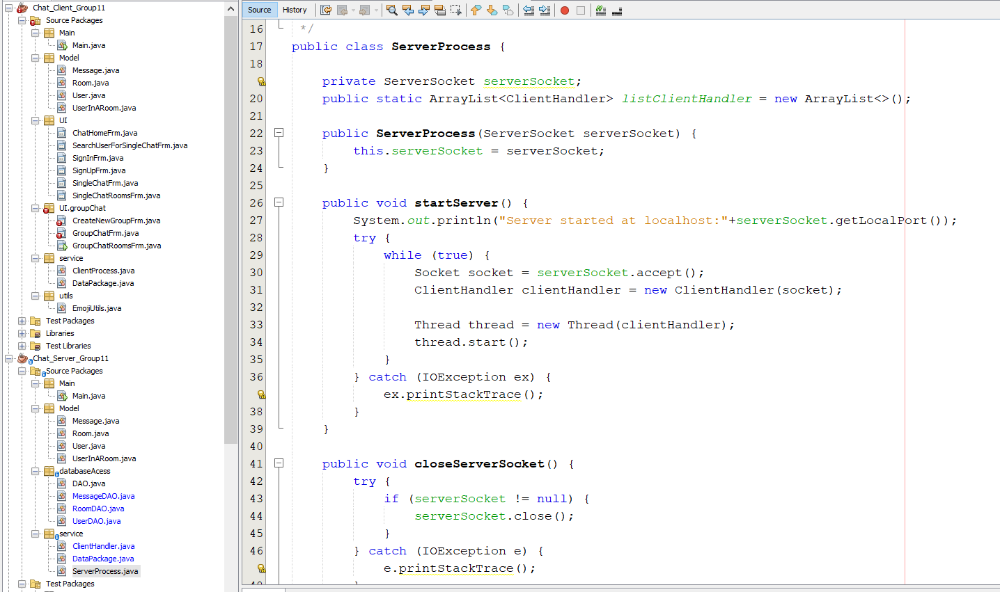 Chat_Client_Group11
Source Packages
Main
Main.java
Model
Message.java
Room.java
User.java
UserInARoom.java
UI
ChatHomeFrm.java
SearchUserForSingleChatFrm.java
SignInFrm.java
SignUpFrm.java
SingleChatFrm.java
SingleChatRoomsFrm.java
UI.groupChat
CreateNewGroupFrm.java
GroupChatFrm.java
GroupChatRoomsFrm.java
service
ClientProcess.java
DataPackage.java
utils
EmojiUtils.java
Test Packages
Libraries
Test Libraries
Chat_Server_Group11
Source Packages
Main
Main.java
Model
Message.java
Room.java
User.java
UserInARoom.java
databaseAcess
DAO.java
MessageDAO.java
RoomDAO.java
UserDAO.java
service
ClientHandler.java
DataPackage.java
ServerProcess.java
Test Packages
Source History
16 */
17 public class ServerProcess {
18
private ServerSocket serverSocket;
20 public static ArrayList<ClientHandler> listClientHandler = new ArrayList<>();
21
22 public ServerProcess(ServerSocket serverSocket) {
23 this.serverSocket = serverSocket;
24 }
25
26 public void startServer() {
27 System.out.println("Server started at localhost:"+serverSocket.getLocalPort());
28 try {
29 while (true) {
30 Socket socket = serverSocket.accept();
31 ClientHandler clientHandler = new ClientHandler(socket);
32
33 Thread thread = new Thread(clientHandler);
34 thread.start();
35 }
36 } catch (IOException ex) {
ex.printStackTrace();
38 }
39 }
40
41 public void closeServerSocket() {
42 try {
43 if (serverSocket != null) {
44 serverSocket.close();
45 }
46 } catch (IOException e) {
e.printStackTrace();